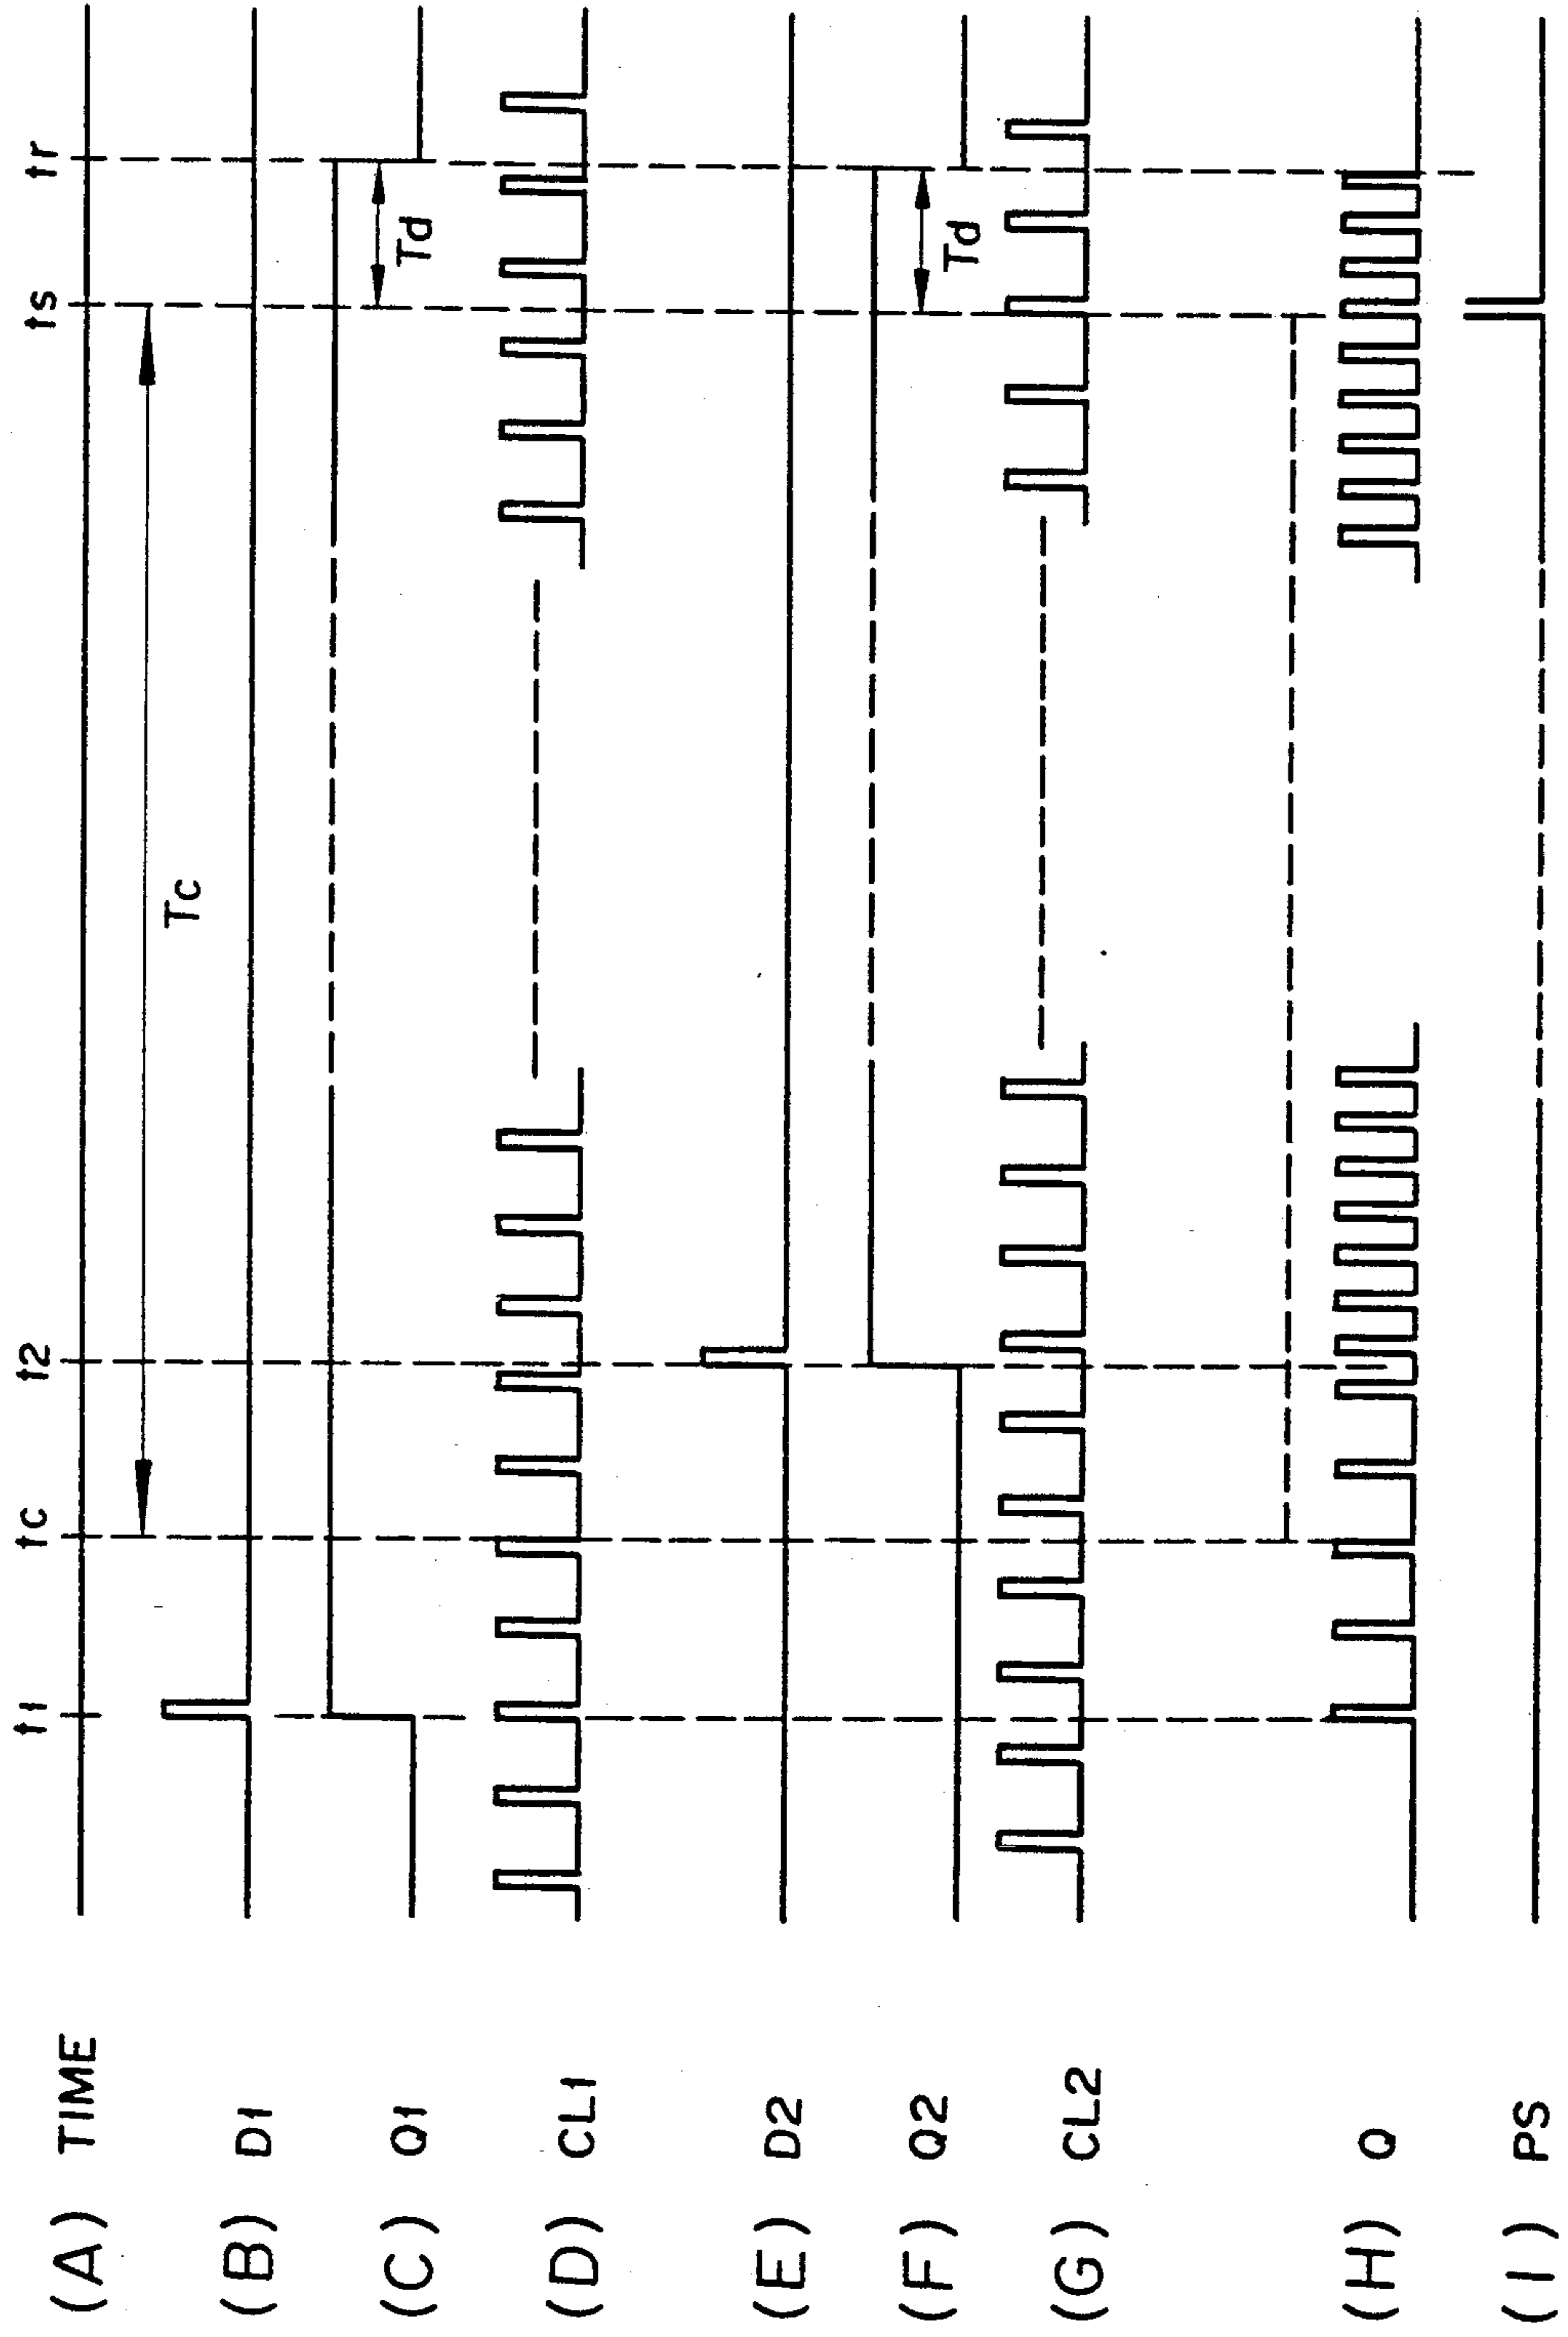 t1 tc t2 ts tr
(A) TIME
Tc
(B) D1
(C) Q1
Td
(D) CL1
(E) D2
(F) Q2
Td
(G) CL2
(H) Q
(I) PS